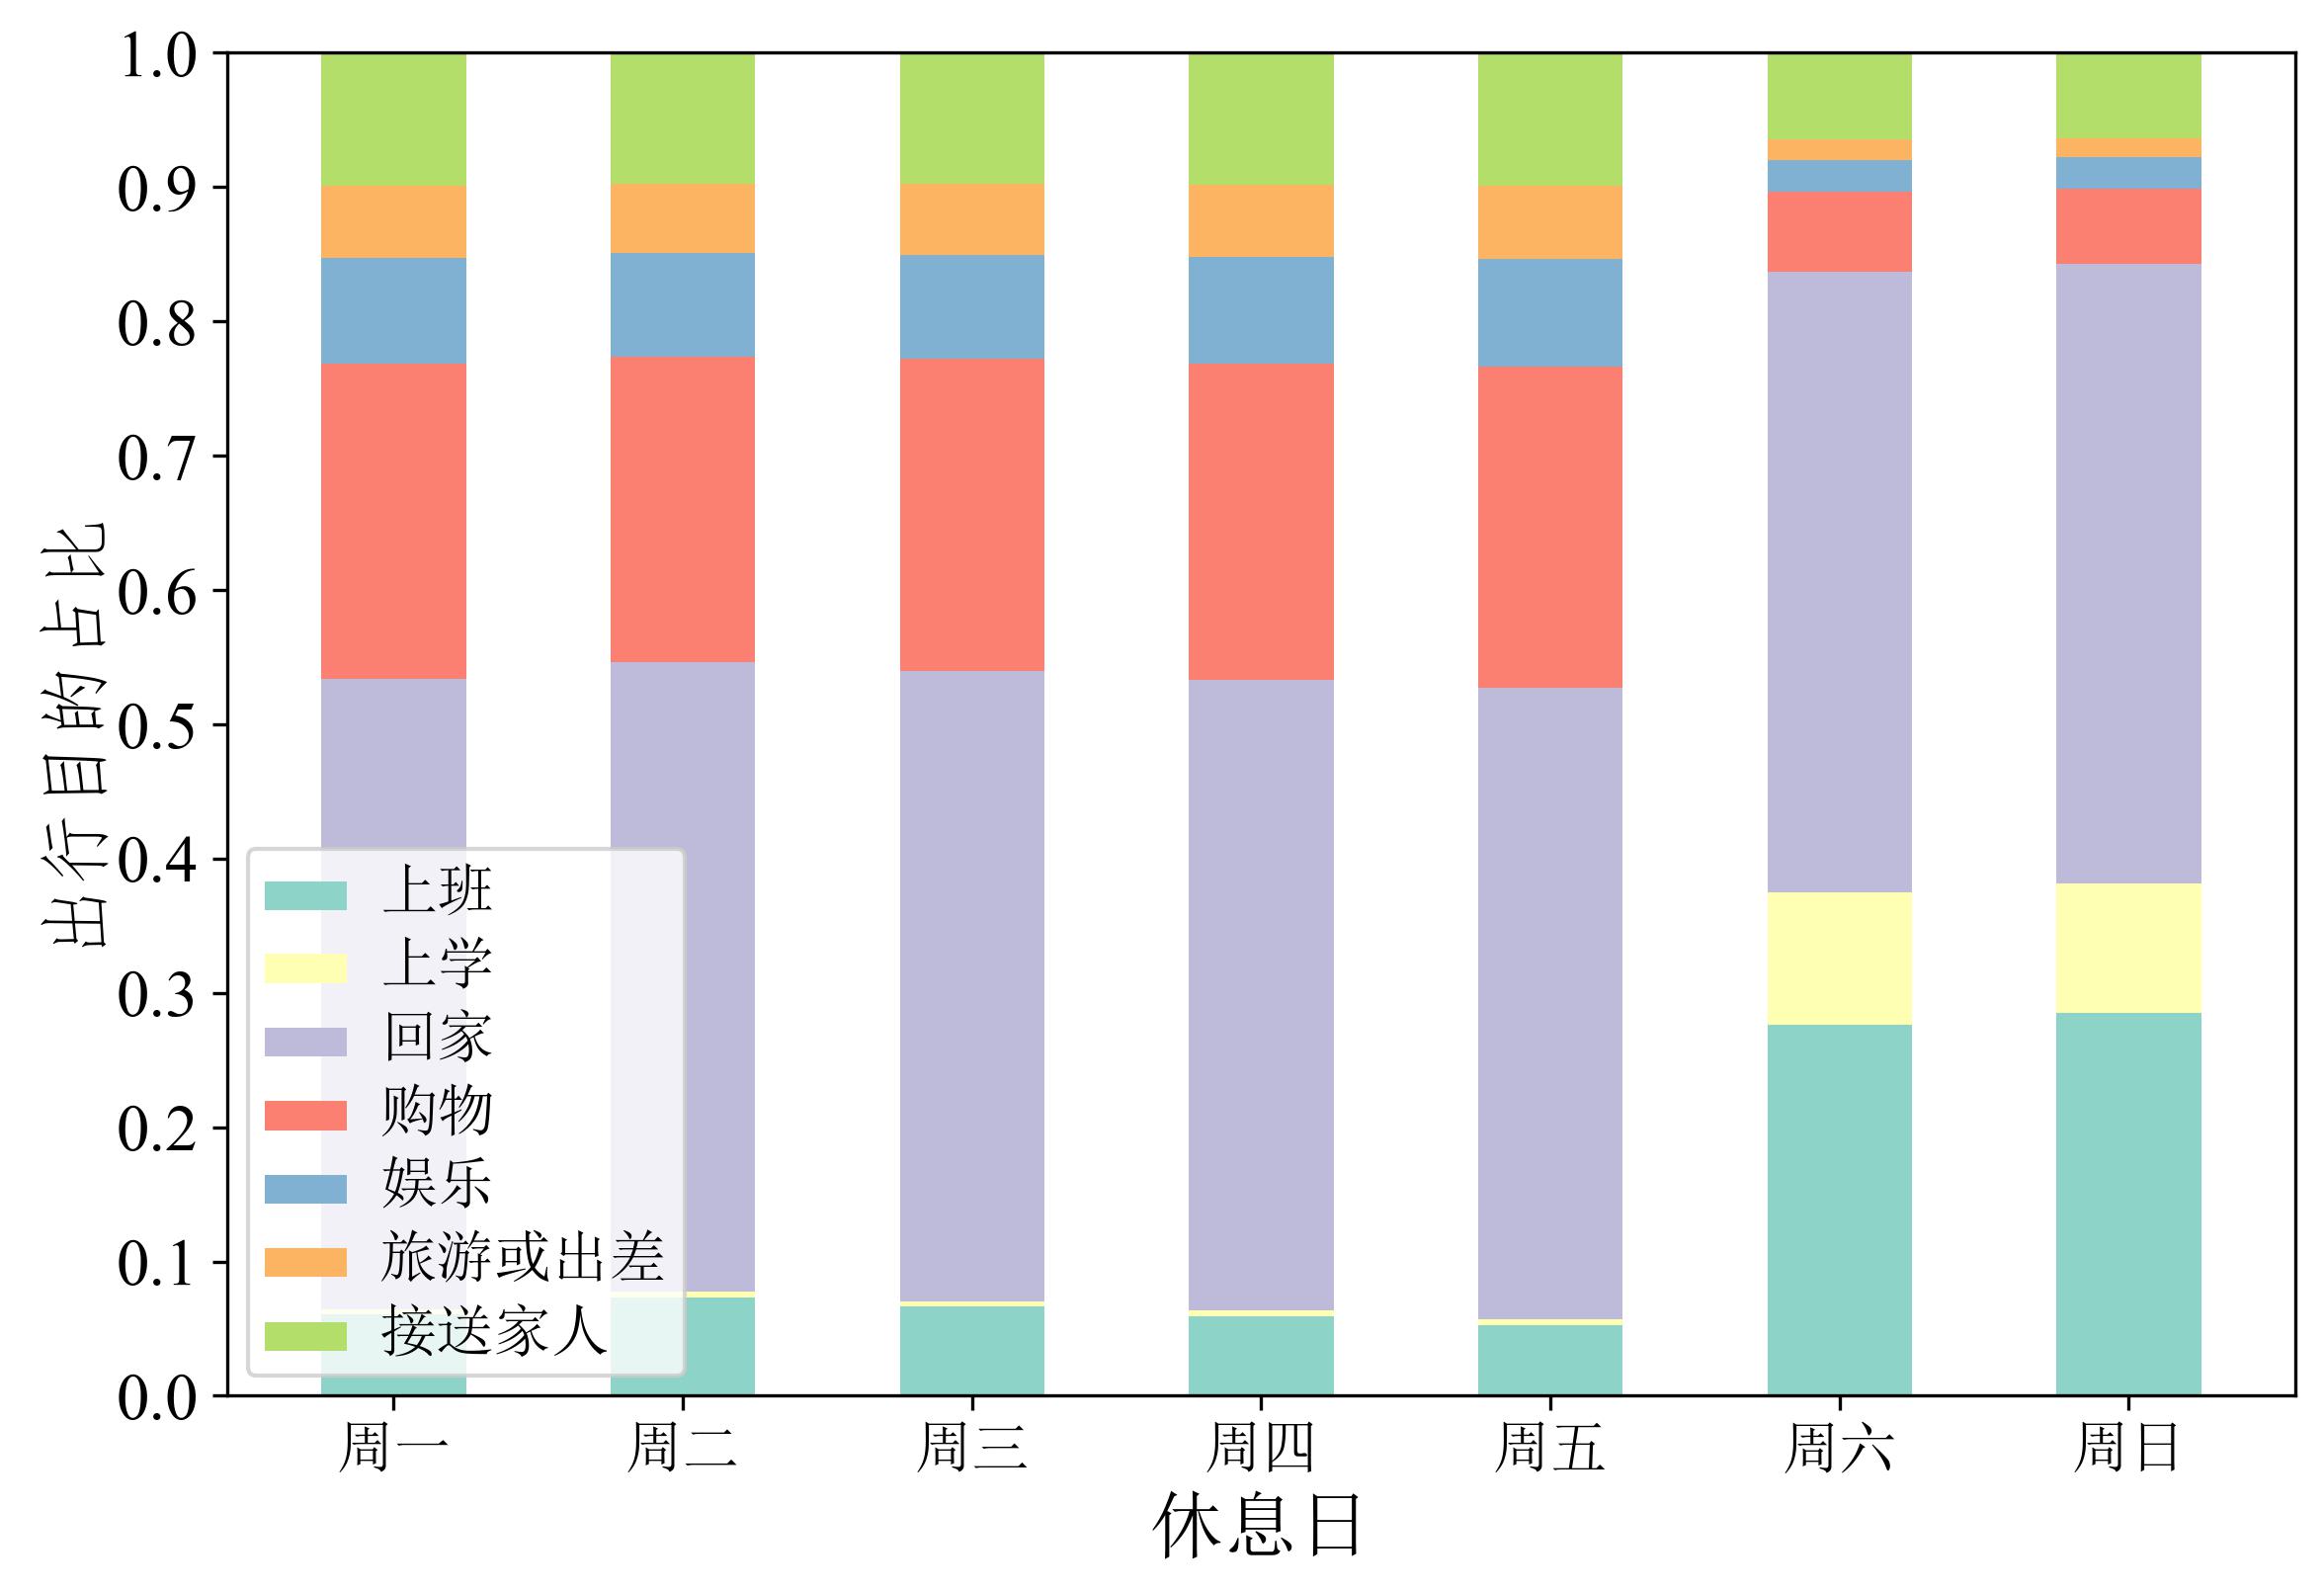 1.0
0.9
0.8
0.7
0.6
0.5
0.4
0.3
0.2
0.1
0.0
出行目的占比
上班
上学
回家
购物
娱乐
旅游或出差
接送家人
周一 周二 周三 周四 周五 周六 周日
休息日